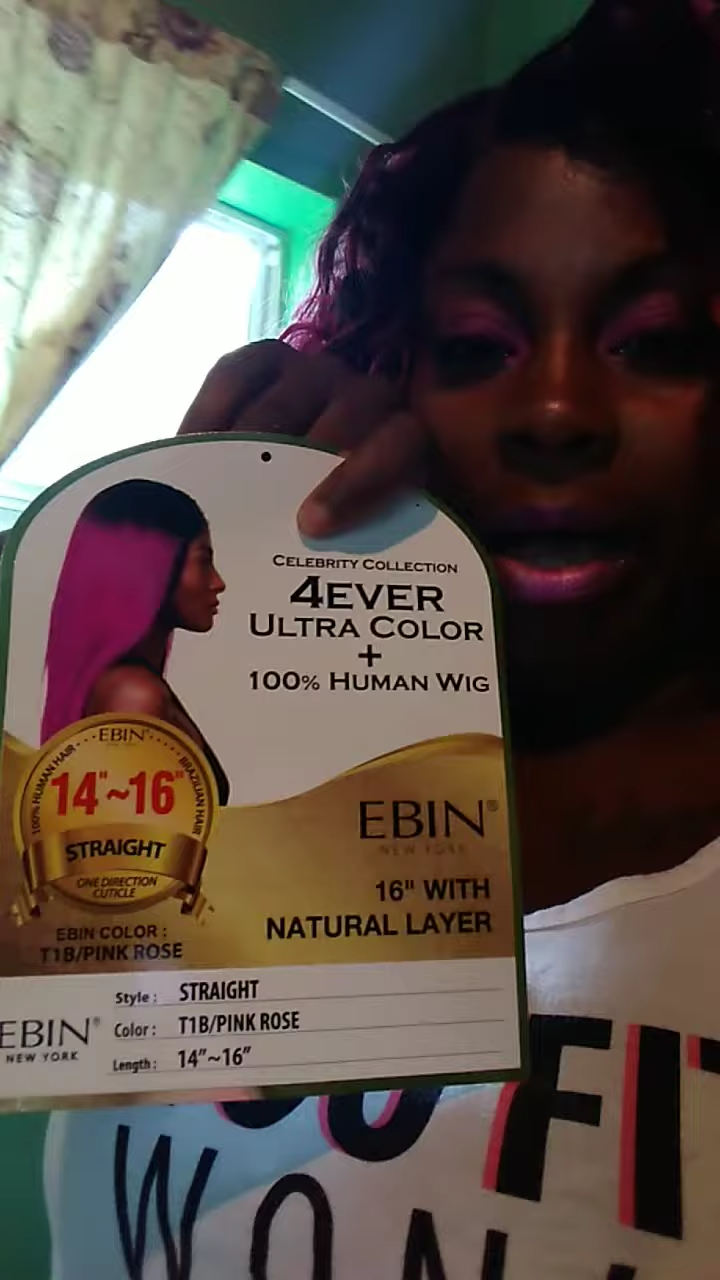 CELEBRITY COLLECTION
4EVER
ULTRA COLOR
+
100% HUMAN WIG
EBIN
100% HUMAN HAIR
BRAZILIAN HAIR
14"~16"
STRAIGHT
ONE DIRECTION
CUTICLE
EBIN COLOR :
T1B/PINK ROSE
EBIN®
NEW YORK
16" WITH
NATURAL LAYER
EBIN®
NEW YORK
Style : STRAIGHT
Color : T1B/PINK ROSE
Length : 14"~16"